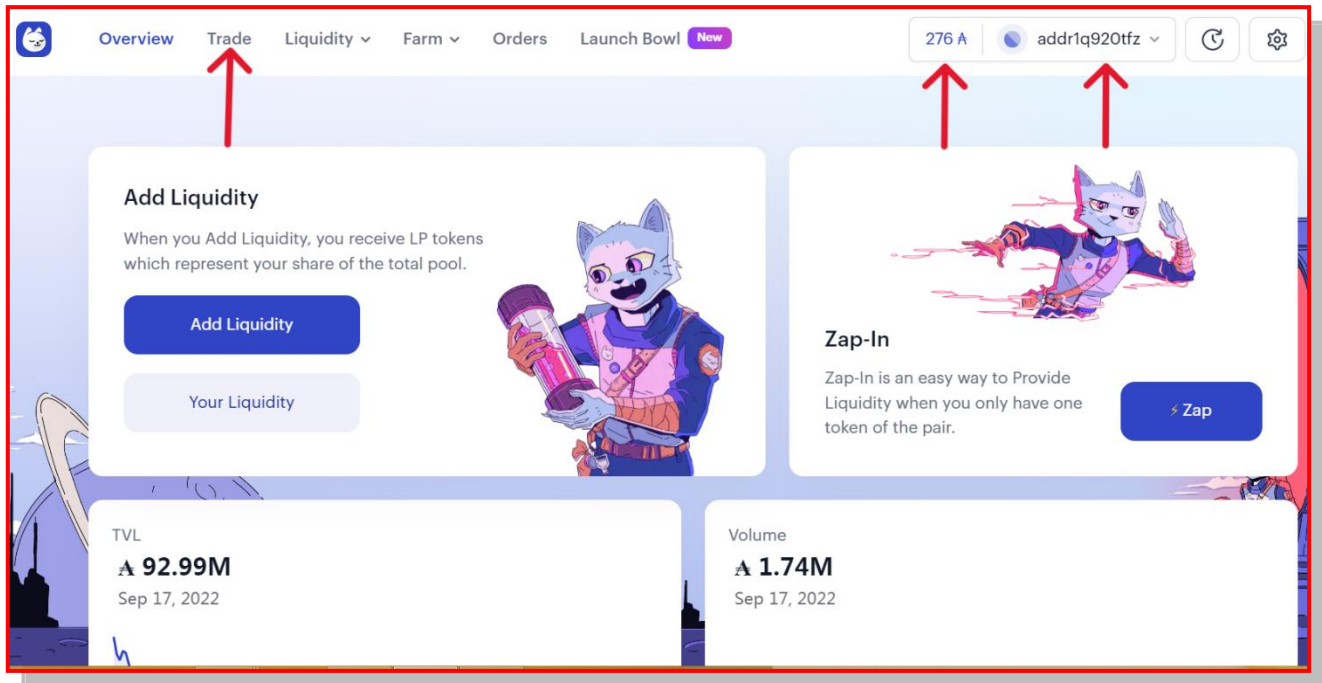 Overview Trade Liquidity Farm Orders Launch Bowl New 276 ₳ addr1q920tfz
Add Liquidity
When you Add Liquidity, you receive LP tokens
which represent your share of the total pool.
Add Liquidity
Your Liquidity
Zap-In
Zap-In is an easy way to Provide
Liquidity when you only have one
token of the pair.
⚡ Zap
TVL
₳ 92.99M
Sep 17, 2022
Volume
₳ 1.74M
Sep 17, 2022